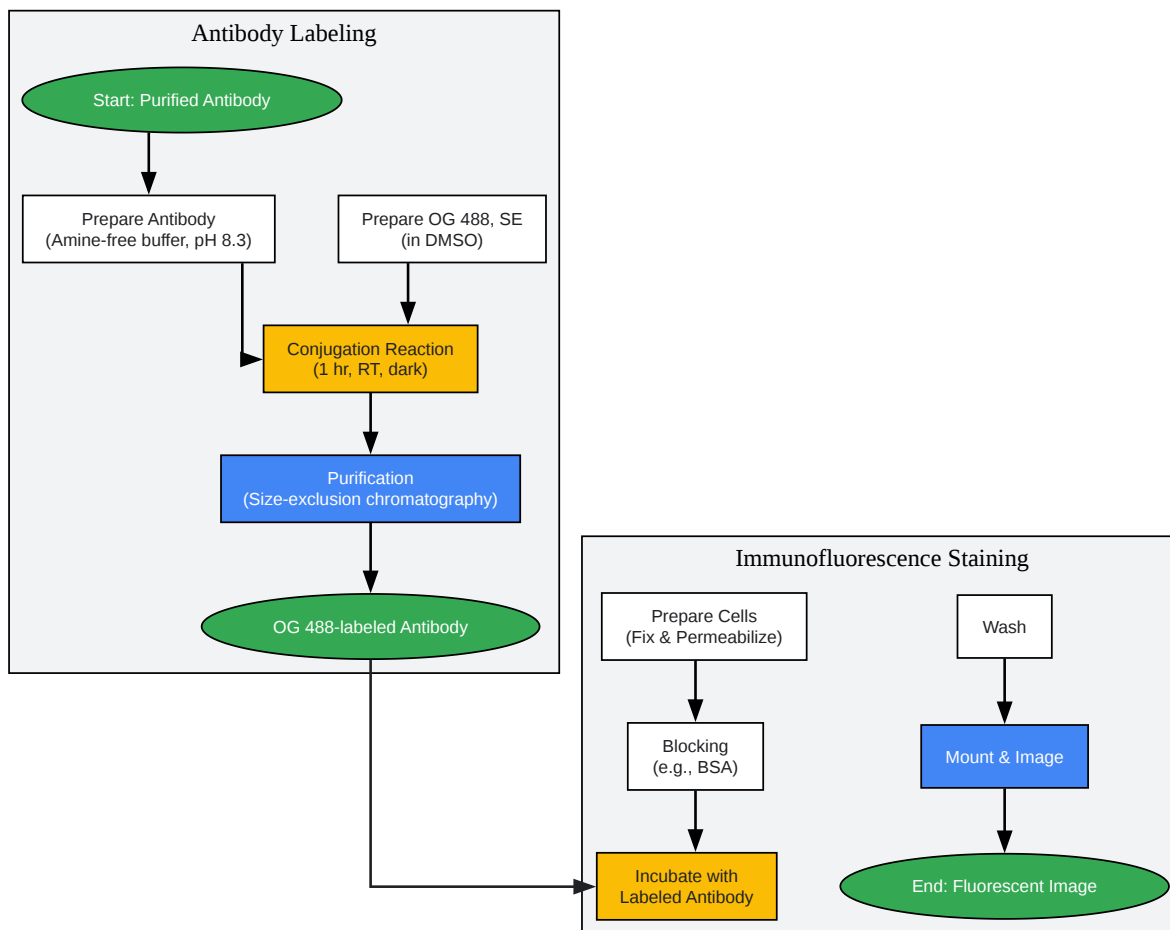 Antibody Labeling
Start: Purified Antibody
Prepare Antibody
(Amine-free buffer, pH 8.3)
Prepare OG 488, SE
(in DMSO)
Conjugation Reaction
(1 hr, RT, dark)
Purification
(Size-exclusion chromatography)
OG 488-labeled Antibody
Immunofluorescence Staining
Prepare Cells
(Fix & Permeabilize)
Blocking
(e.g., BSA)
Incubate with
Labeled Antibody
Wash
Mount & Image
End: Fluorescent Image